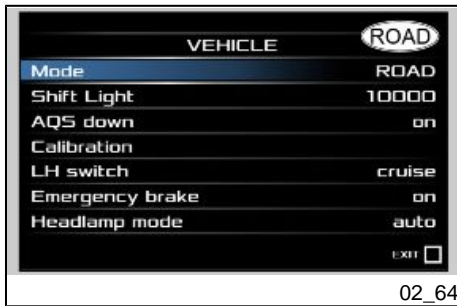 VEHICLE ROAD
Mode ROAD
Shift Light 10000
AQS down on
Calibration
LH switch cruise
Emergency brake on
Headlamp mode auto
EXIT
02_64